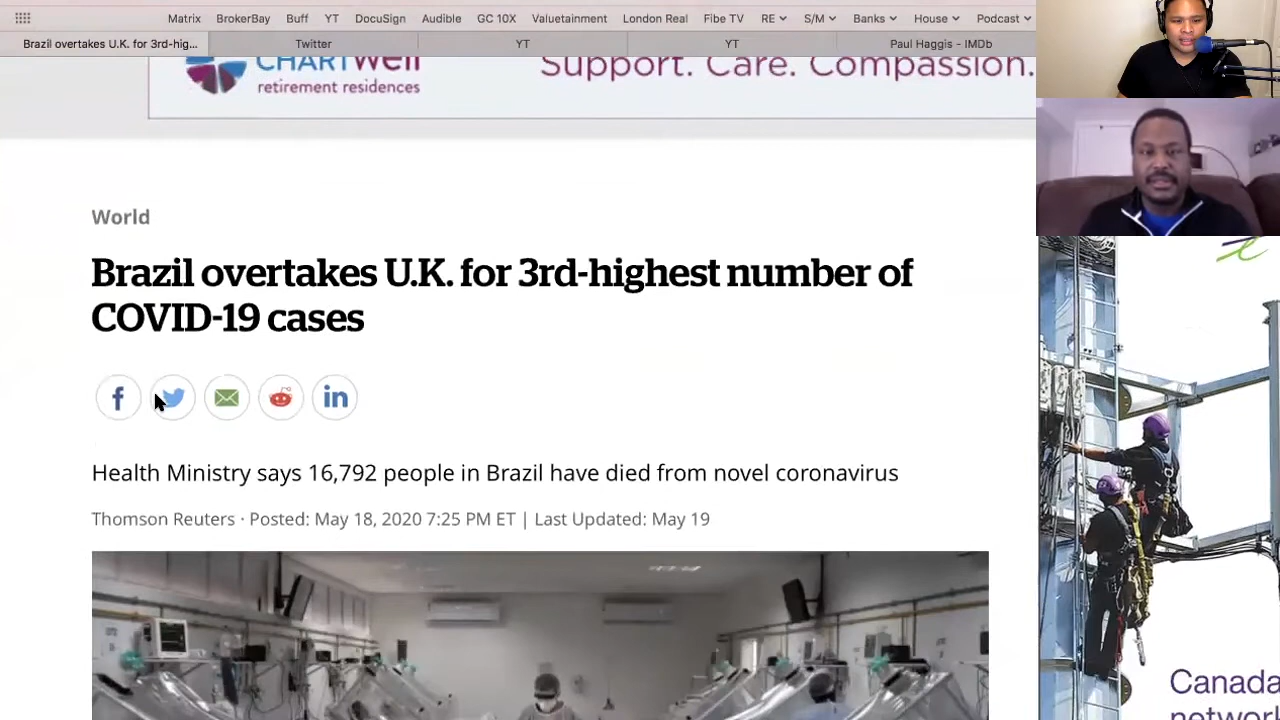 Matrix BrokerBay Buff YT DocuSign Audible GC 10X Valuetainment London Real Fibe TV RE S/M Banks House Podcast
Brazil overtakes U.K. for 3rd-hig... Twitter YT YT Paul Haggis - IMDb
CHARTWell
retirement residences
Support. Care. Compassion.
World
Brazil overtakes U.K. for 3rd-highest number of
COVID-19 cases
Health Ministry says 16,792 people in Brazil have died from novel coronavirus
Thomson Reuters · Posted: May 18, 2020 7:25 PM ET | Last Updated: May 19
Canada
network